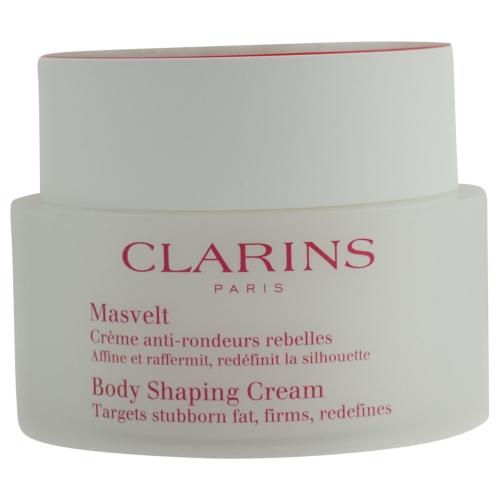 CLARINS
PARIS
Masvelt
Crème anti-rondeurs rebelles
Affine et raffermit, redéfinit la silhouette
Body Shaping Cream
Targets stubborn fat, firms, redefines